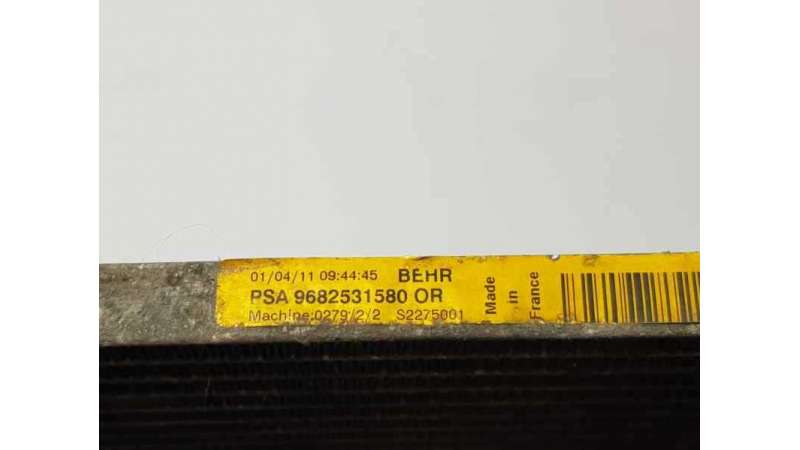 01/04/11 09:44:45 BEHR
PSA 9682531580 OR
Machine:0279/2/2 S2275001
Made
in
France